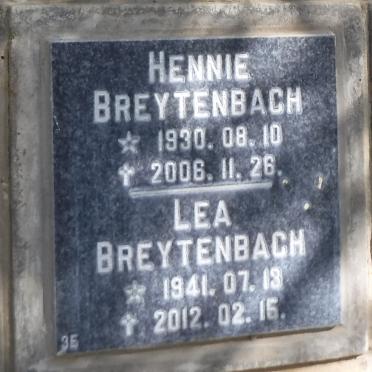 HENNIE
BREYTENBACH
☆ 1930. 08. 10
✝ 2006. 11. 26.
LEA
BREYTENBACH
☆ 1941. 07. 13
✝ 2012. 02. 15.
35